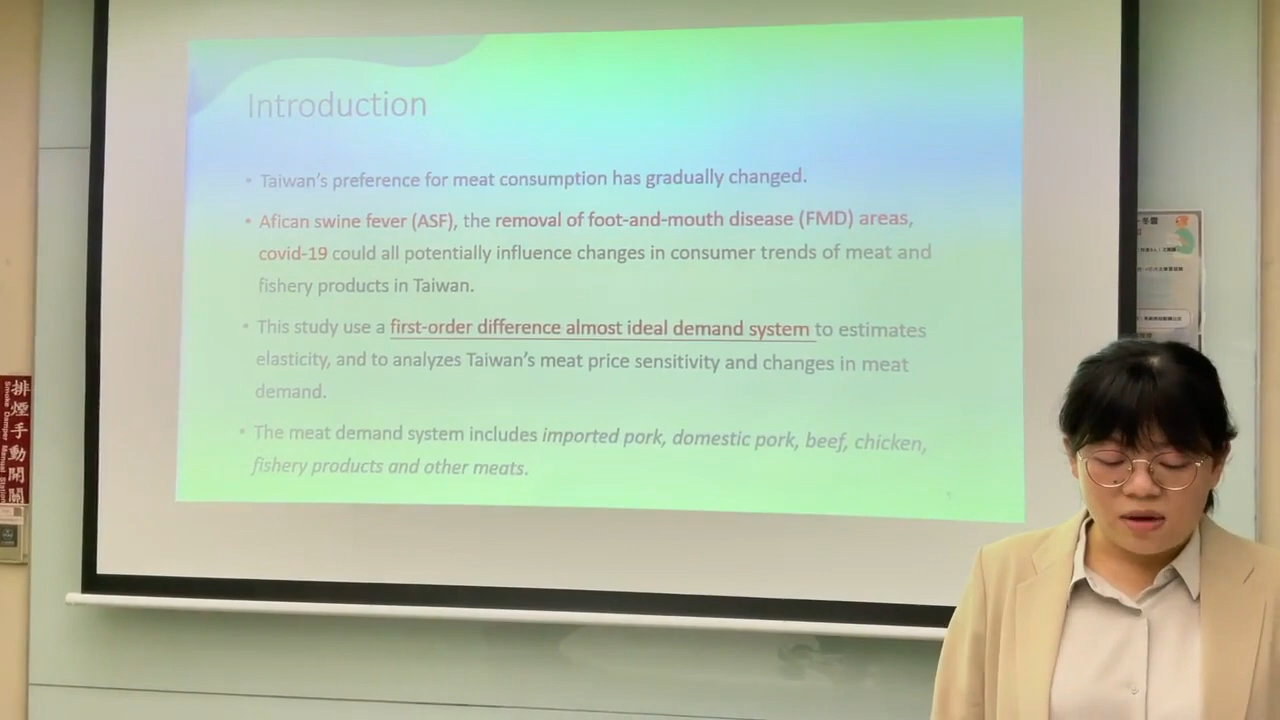 Introduction
• Taiwan's preference for meat consumption has gradually changed.
• Afican swine fever (ASF), the removal of foot-and-mouth disease (FMD) areas,
covid-19 could all potentially influence changes in consumer trends of meat and
fishery products in Taiwan.
• This study use a first-order difference almost ideal demand system to estimates
elasticity, and to analyzes Taiwan's meat price sensitivity and changes in meat
demand.
• The meat demand system includes imported pork, domestic pork, beef, chicken,
fishery products and other meats.
排煙手動開關
Smoke Damper Manual Station